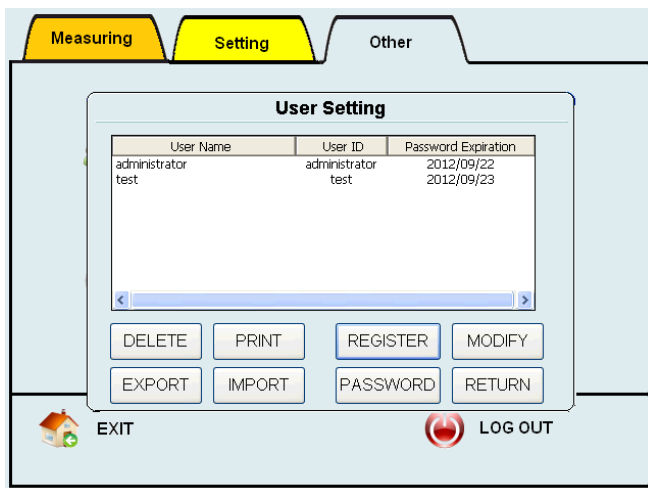 Measuring Setting Other
User Setting
User Name User ID Password Expiration
administrator administrator 2012/09/22
test test 2012/09/23
DELETE PRINT REGISTER MODIFY
EXPORT IMPORT PASSWORD RETURN
EXIT LOG OUT